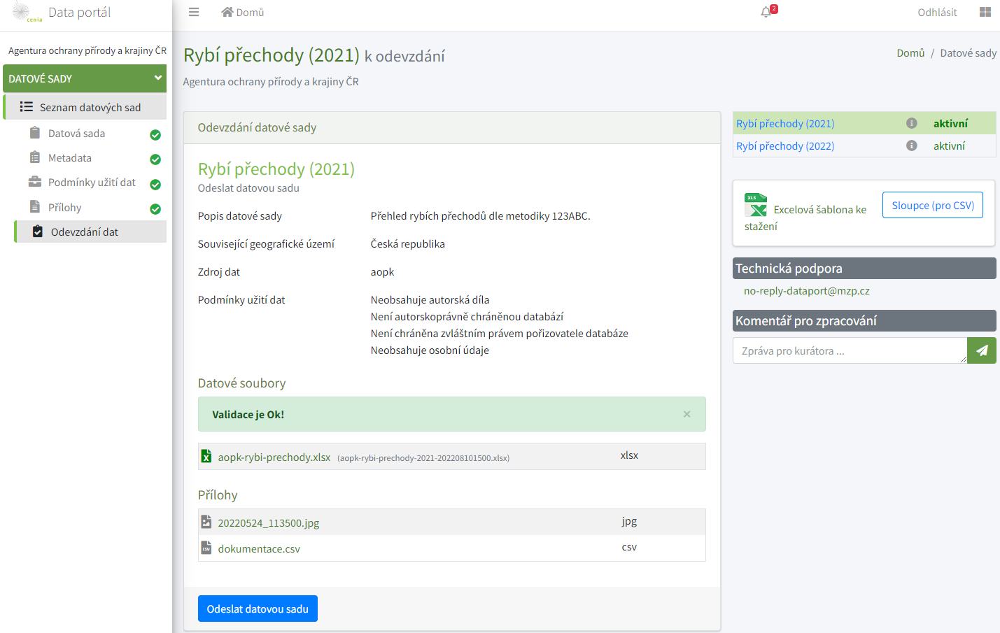 cenia
Data portál
Domů
2
Odhlásit
Agentura ochrany přírody a krajiny ČR
DATOVÉ SADY
Seznam datových sad
Datová sada
Metadata
Podmínky užití dat
Přílohy
Odevzdání dat
Rybí přechody (2021) k odevzdání
Agentura ochrany přírody a krajiny ČR
Domů / Datové sady
Odevzdání datové sady
Rybí přechody (2021)
Odeslat datovou sadu
Popis datové sady Přehled rybích přechodů dle metodiky 123ABC.
Související geografické území Česká republika
Zdroj dat aopk
Podmínky užití dat Neobsahuje autorská díla
Není autorskoprávně chráněnou databází
Není chráněna zvláštním právem pořizovatele databáze
Neobsahuje osobní údaje
Datové soubory
Validace je Ok! ×
aopk-rybi-prechody.xlsx (aopk-rybi-prechody-2021-202208101500.xlsx) xlsx
Přílohy
20220524_113500.jpg jpg
CSV dokumentace.csv csv
Odeslat datovou sadu
Rybí přechody (2021) aktivní
Rybí přechody (2022) aktivní
XLS
Excelová šablona ke
stažení
Sloupce (pro CSV)
Technická podpora
no-reply-dataport@mzp.cz
Komentář pro zpracování
Zpráva pro kurátora ...